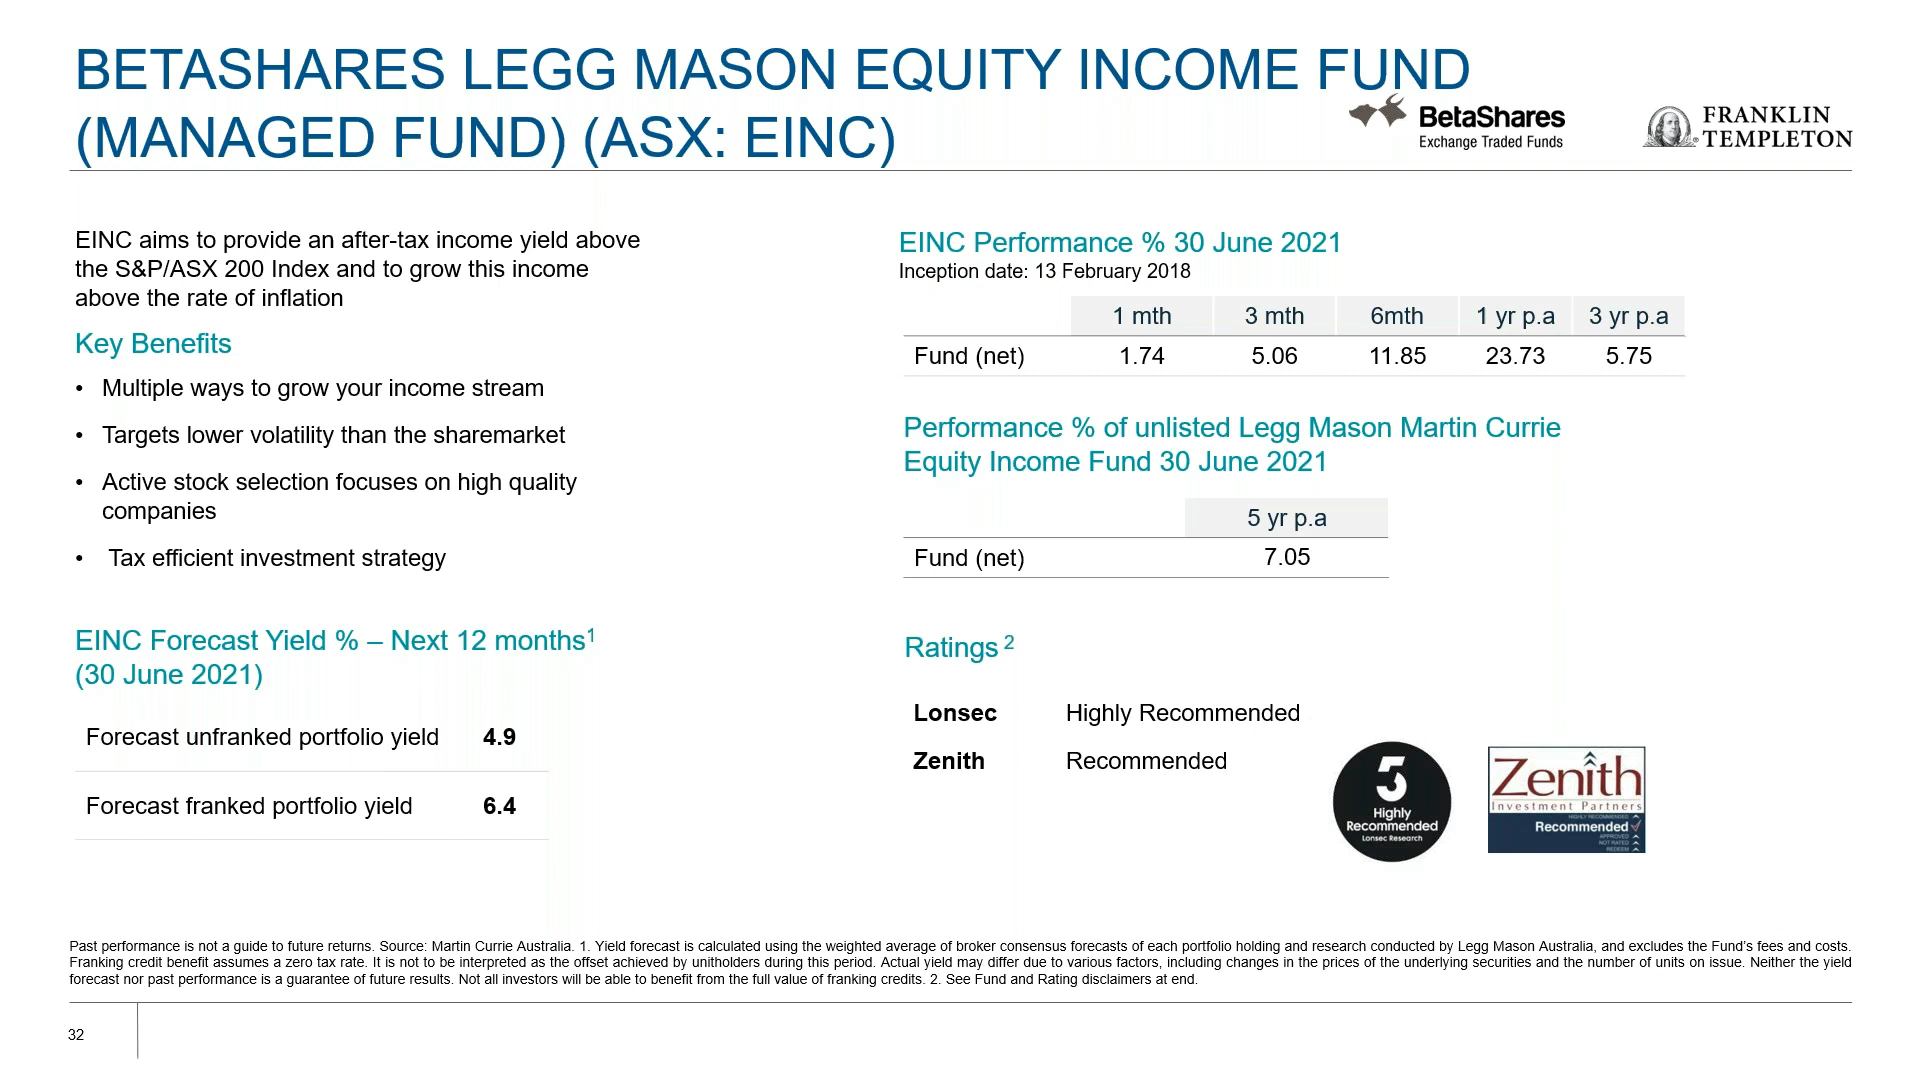 BETASHARES LEGG MASON EQUITY INCOME FUND
(MANAGED FUND) (ASX: EINC)
BetaShares
Exchange Traded Funds
FRANKLIN
TEMPLETON
EINC aims to provide an after-tax income yield above
the S&P/ASX 200 Index and to grow this income
above the rate of inflation
Key Benefits
• Multiple ways to grow your income stream
• Targets lower volatility than the sharemarket
• Active stock selection focuses on high quality
companies
• Tax efficient investment strategy
EINC Forecast Yield % – Next 12 months¹
(30 June 2021)
Forecast unfranked portfolio yield 4.9
Forecast franked portfolio yield 6.4
EINC Performance % 30 June 2021
Inception date: 13 February 2018
1 mth 3 mth 6mth 1 yr p.a 3 yr p.a
Fund (net) 1.74 5.06 11.85 23.73 5.75
Performance % of unlisted Legg Mason Martin Currie
Equity Income Fund 30 June 2021
5 yr p.a
Fund (net) 7.05
Ratings ²
Lonsec Highly Recommended
Zenith Recommended
5
Highly
Recommended
Lonsec Research
Zenith
Investment Partners
HIGHLY RECOMMENDED
Recommended
APPROVED
NOT RATED
REDEEM
Past performance is not a guide to future returns. Source: Martin Currie Australia. 1. Yield forecast is calculated using the weighted average of broker consensus forecasts of each portfolio holding and research conducted by Legg Mason Australia, and excludes the Fund's fees and costs.
Franking credit benefit assumes a zero tax rate. It is not to be interpreted as the offset achieved by unitholders during this period. Actual yield may differ due to various factors, including changes in the prices of the underlying securities and the number of units on issue. Neither the yield
forecast nor past performance is a guarantee of future results. Not all investors will be able to benefit from the full value of franking credits. 2. See Fund and Rating disclaimers at end.
32